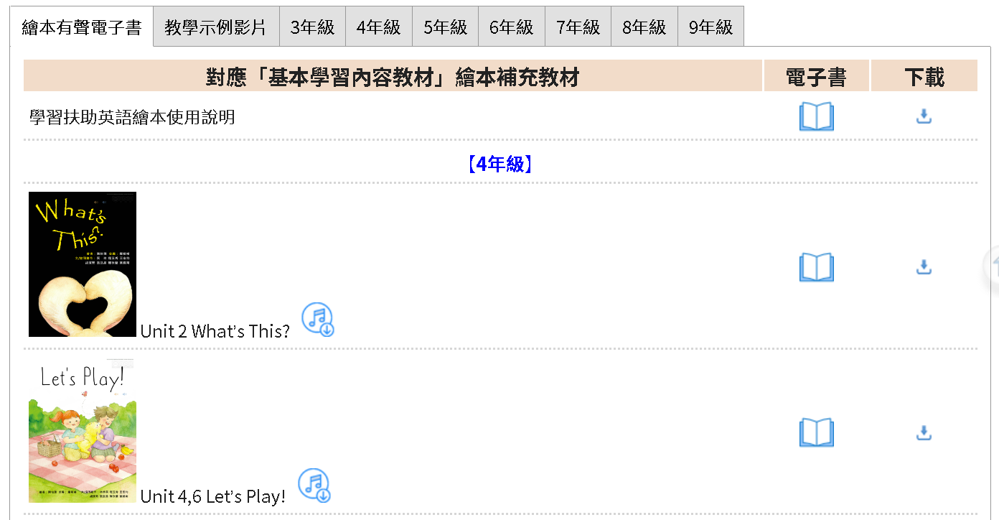 繪本有聲電子書 教學示例影片 3年級 4年級 5年級 6年級 7年級 8年級 9年級
對應「基本學習內容教材」繪本補充教材 電子書 下載
學習扶助英語繪本使用說明
【4年級】
What's
This?
Unit 2 What's This?
Let's Play!
Unit 4,6 Let's Play!